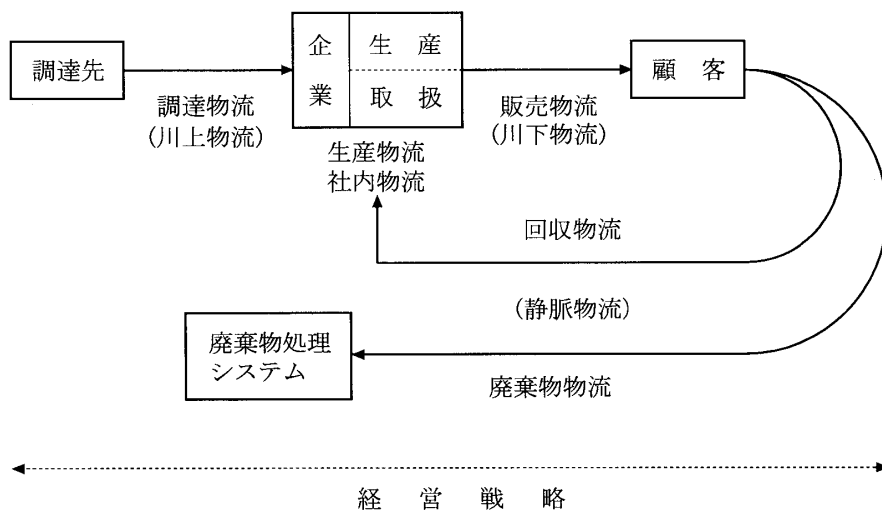 調達先
調達物流
(川上物流)
企業
生産
取扱
生産物流
社内物流
販売物流
(川下物流)
顧客
回収物流
(静脈物流)
廃棄物処理
システム
廃棄物物流
経営戦略